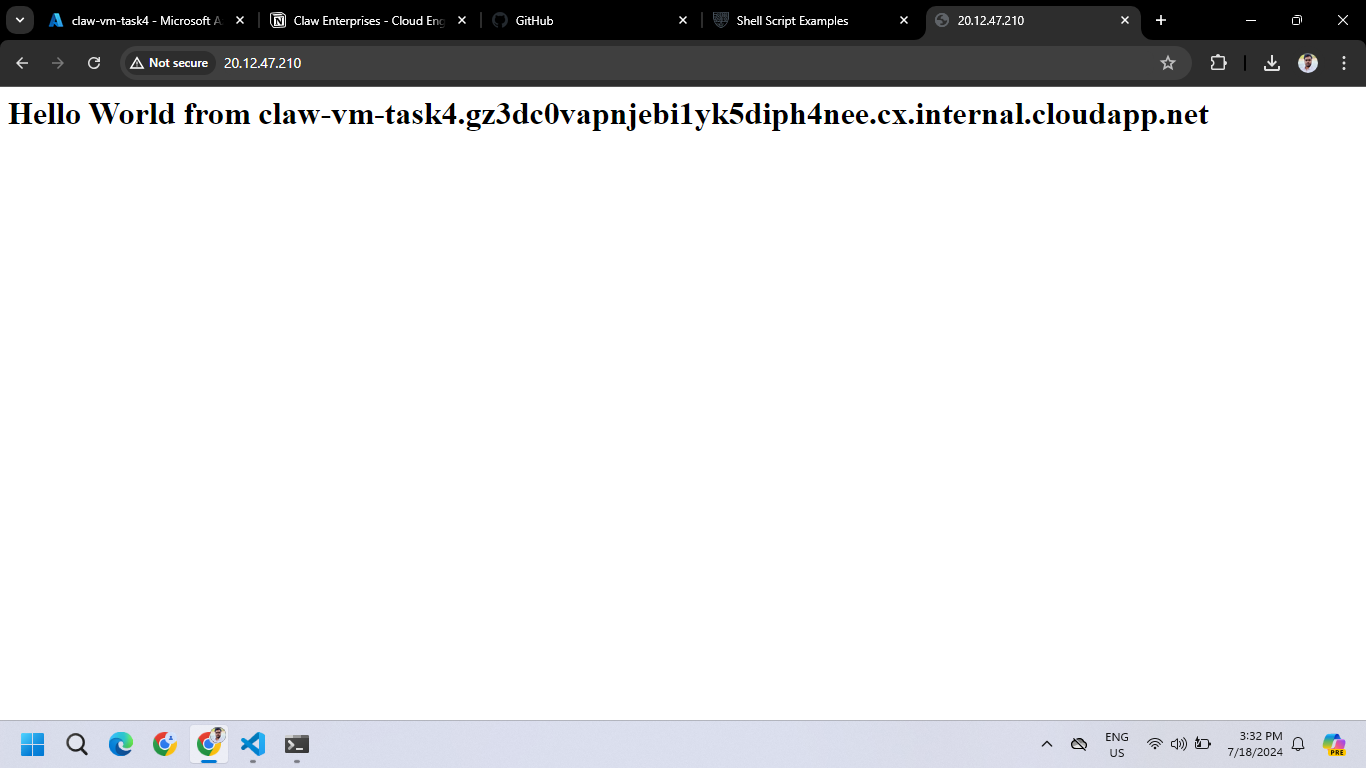 claw-vm-task4 - Microsoft A
Claw Enterprises - Cloud Eng
GitHub
Shell Script Examples
20.12.47.210
Not secure
20.12.47.210
Hello World from claw-vm-task4.gz3dc0vapnjebi1yk5diph4nee.cx.internal.cloudapp.net
ENG
US
3:32 PM
7/18/2024
PRE